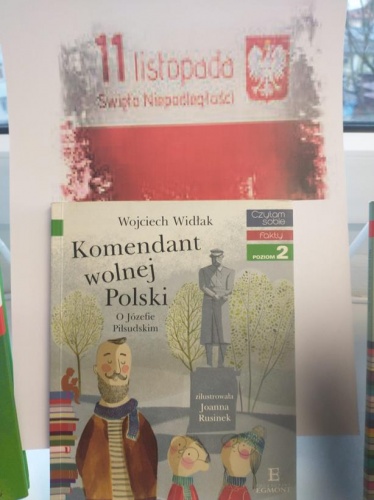 11 listopada
Święto Niepodległości
Wojciech Widłak
Komendant
wolnej
Polski
O Józefie
Piłsudskim
Czytam
sobie
Fakty
POZIOM 2
zilustrowała
Joanna
Rusinek
E
EGMONT